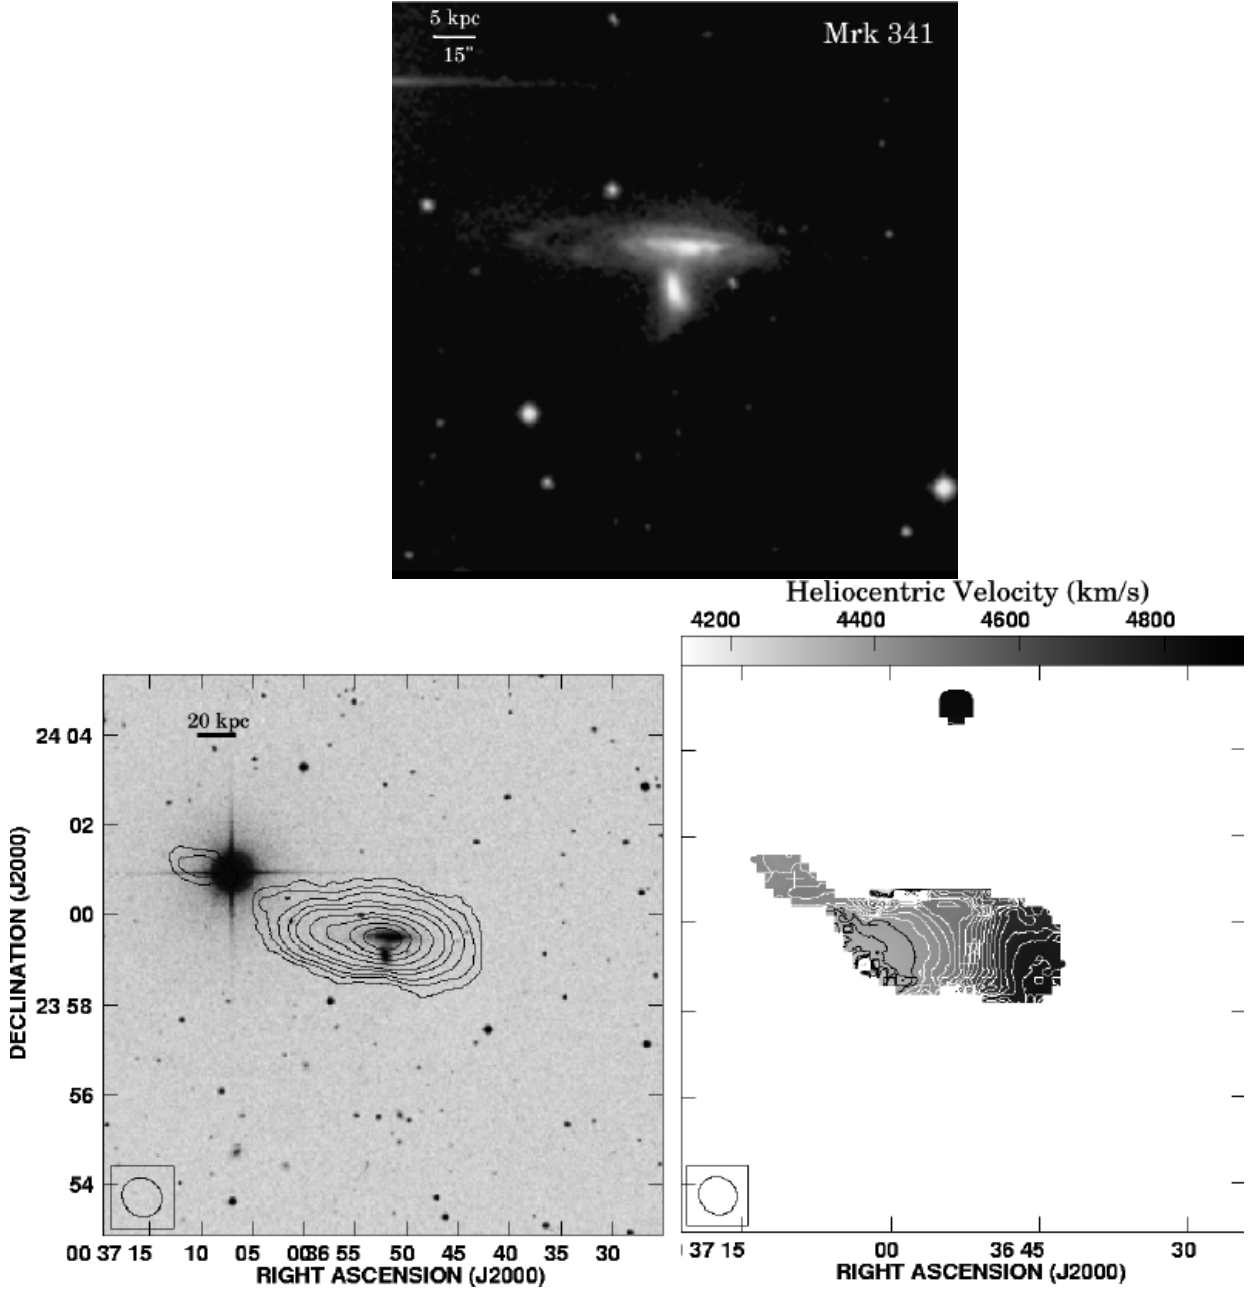 5 kpc
15"
Mrk 341
Heliocentric Velocity (km/s)
4200 4400 4600 4800
20 kpc
24 04
02
00
23 58
56
54
DECLINATION (J2000)
00 37 15 10 05 0036 55 50 45 40 35 30
RIGHT ASCENSION (J2000)
37 15 00 36 45 30
RIGHT ASCENSION (J2000)